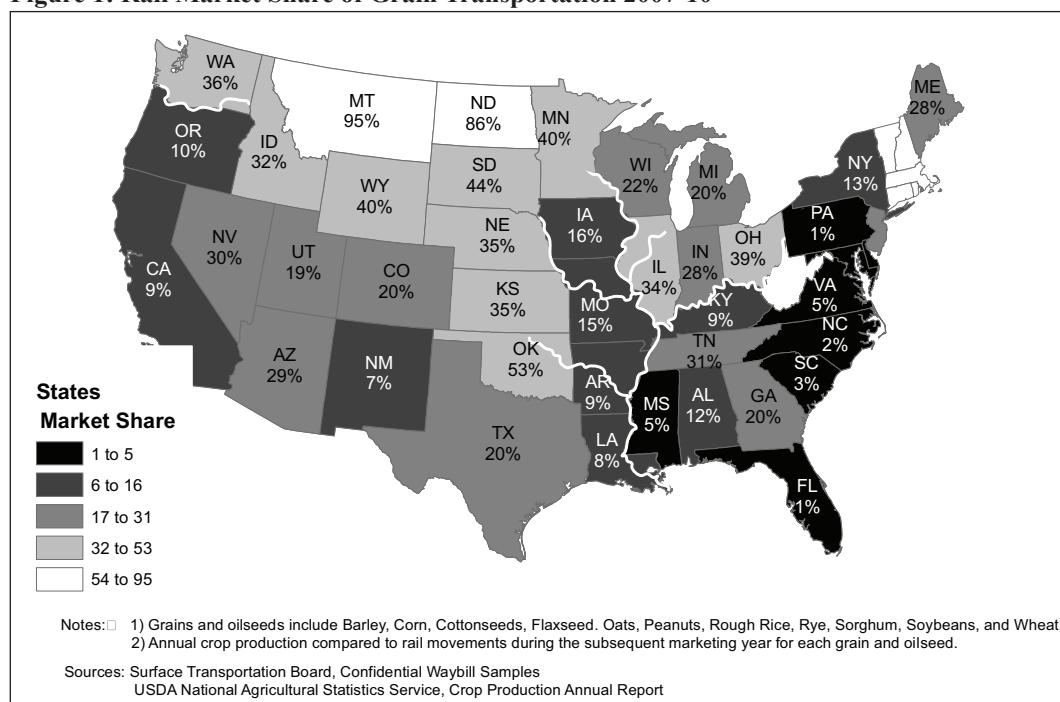 Figure 1: Rail Market Share of Grain Transportation 2007-10
WA
36%
MT
95%
ND
86%
MN
40%
ME
28%
OR
10%
ID
32%
SD
44%
WI
22%
MI
20%
NY
13%
WY
40%
NE
35%
IA
16%
PA
1%
NV
30%
UT
19%
CO
20%
IL
34%
IN
28%
OH
39%
CA
9%
KS
35%
MO
15%
KY
9%
VA
5%
NC
2%
AZ
29%
NM
7%
OK
53%
AR
9%
TN
31%
SC
3%
TX
20%
LA
8%
MS
5%
AL
12%
GA
20%
FL
1%
States
Market Share
1 to 5
6 to 16
17 to 31
32 to 53
54 to 95
Notes:□ 1) Grains and oilseeds include Barley, Corn, Cottonseeds, Flaxseed. Oats, Peanuts, Rough Rice, Rye, Sorghum, Soybeans, and Wheat
2) Annual crop production compared to rail movements during the subsequent marketing year for each grain and oilseed.
Sources: Surface Transportation Board, Confidential Waybill Samples
USDA National Agricultural Statistics Service, Crop Production Annual Report